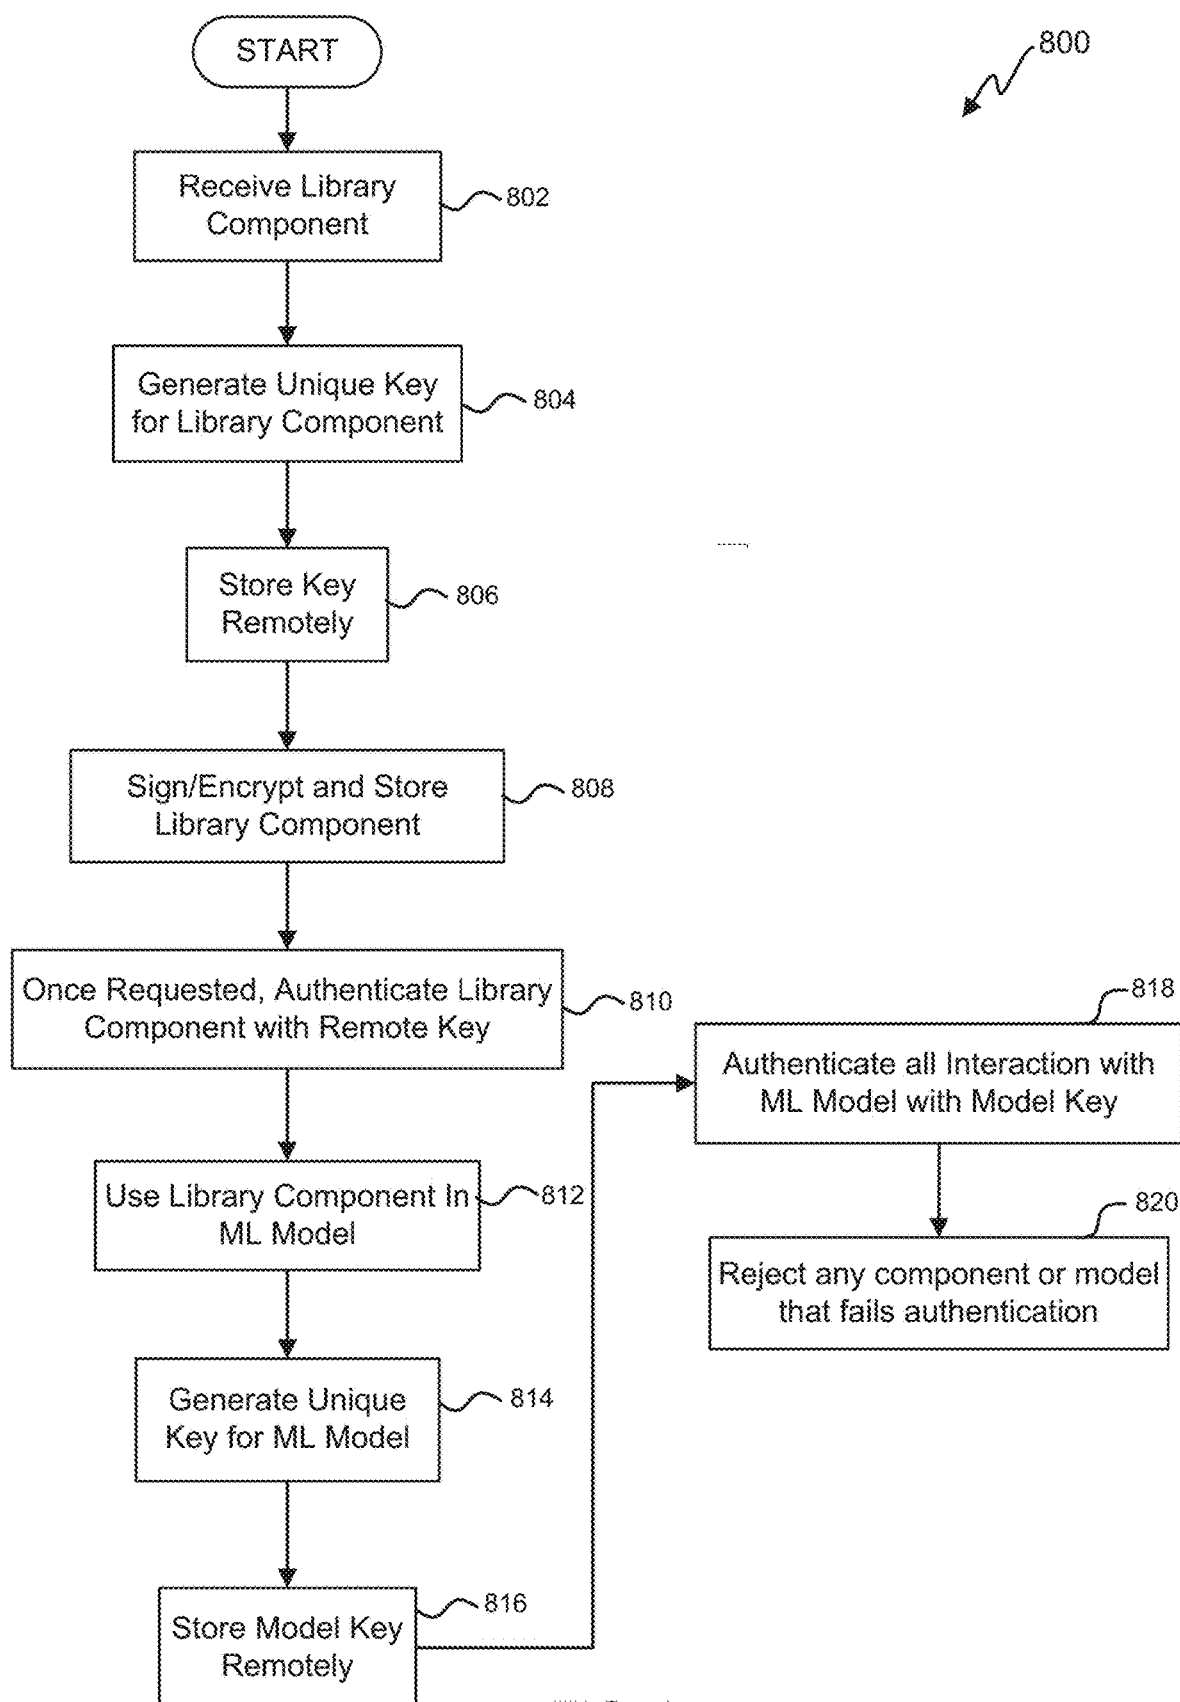 START
800
Receive Library
Component
802
Generate Unique Key
for Library Component
804
Store Key
Remotely
806
Sign/Encrypt and Store
Library Component
808
Once Requested, Authenticate Library
Component with Remote Key
810
Use Library Component In
ML Model
812
Generate Unique
Key for ML Model
814
Store Model Key
Remotely
816
818
Authenticate all Interaction with
ML Model with Model Key
820
Reject any component or model
that fails authentication